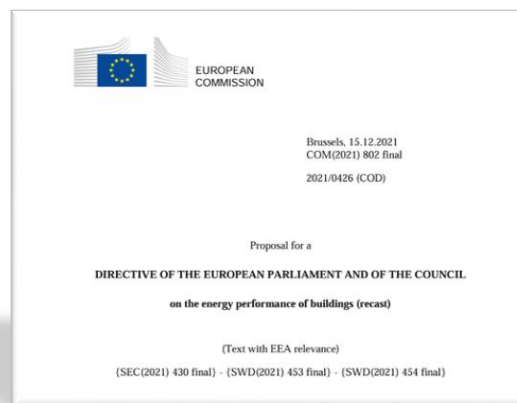 EUROPEAN
COMMISSION
Brussels, 15.12.2021
COM(2021) 802 final
2021/0426 (COD)
Proposal for a
DIRECTIVE OF THE EUROPEAN PARLIAMENT AND OF THE COUNCIL
on the energy performance of buildings (recast)
(Text with EEA relevance)
{SEC(2021) 430 final} - {SWD(2021) 453 final} - {SWD(2021) 454 final}